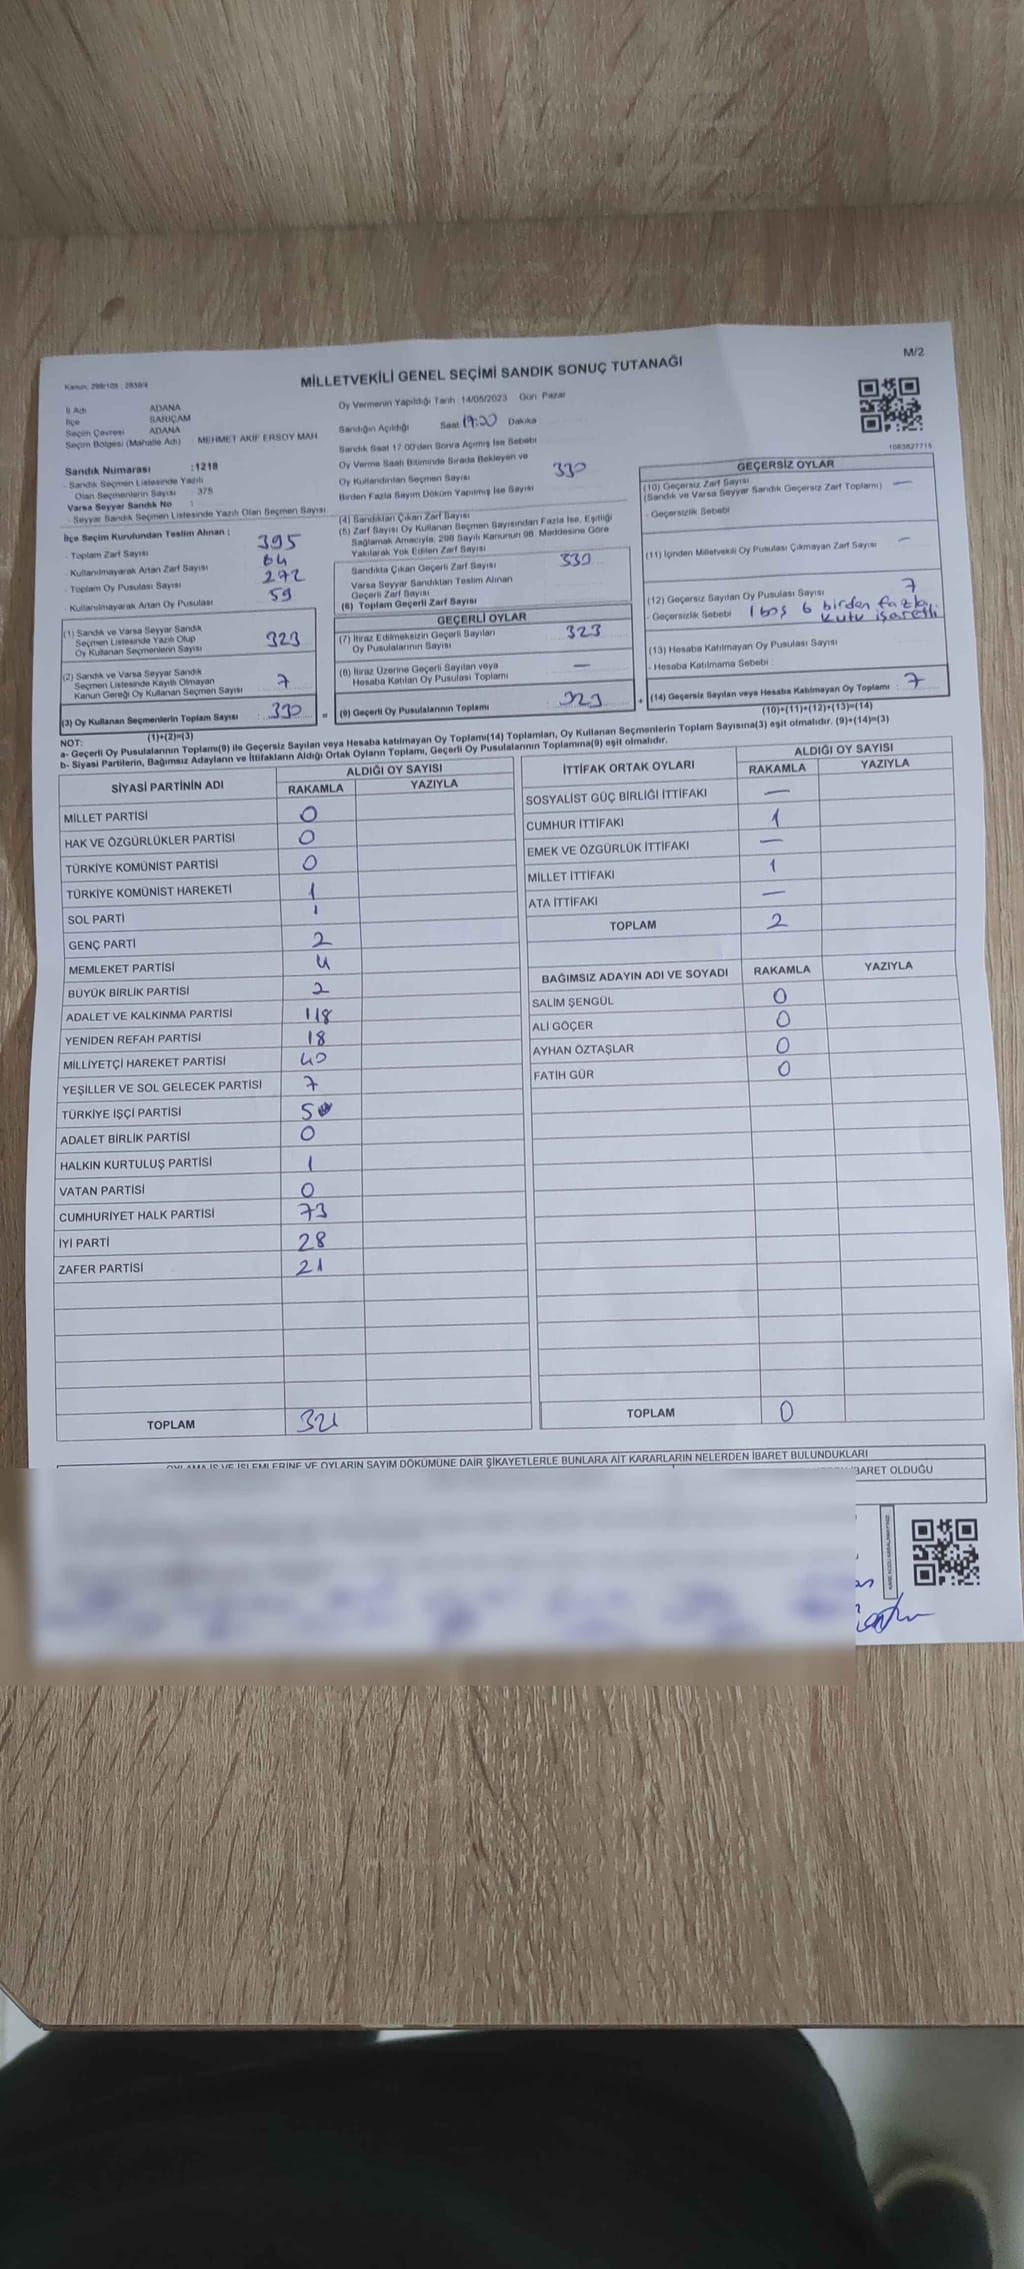 M/2
MİLLETVEKİLİ GENEL SEÇİMİ SANDIK SONUÇ TUTANAĞI
Kanun, 298/105 , 2839/4
İl Adı ADANA
İlçe SARIÇAM
Seçim Çevresi ADANA
Seçim Bölgesi (Mahalle Adı) MEHMET AKİF ERSOY MAH
Sandık Numarası :1218
- Sandık Seçmen Listesinde Yazılı
Olan Seçmenlerin Sayısı : 375
Varsa Seyyar Sandık No :
- Seyyar Sandık Seçmen Listesinde Yazılı Olan Seçmen Sayısı
Oy Vermenin Yapıldığı Tarih : 14/05/2023 Gün Pazar
Sandığın Açıldığı Saat Dakika
Sandık Saat 17:00'den Sonra Açımış İse Sebebi
Oy Verme Saati Bitiminde Sırada Bekleyen ve
Oy Kullandırılan Seçmen Sayısı
Birden Fazla Sayım Döküm Yapılmış İse Sayısı
1083827715
İlçe Seçim Kurulundan Teslim Alınan :
- Toplam Zarf Sayısı 395
- Kullanılmayarak Artan Zarf Sayısı 64
- Toplam Oy Pusulası Sayısı 272
- Kullanılmayarak Artan Oy Pusulası 59
(1) Sandık ve Varsa Seyyar Sandık
Seçmen Listesinde Yazılı Olup
Oy Kullanan Seçmenlerin Sayısı 323
(2) Sandık ve Varsa Seyyar Sandık
Seçmen Listesinde Kayıtlı Olmayan
Kanun Gereği Oy Kullanan Seçmen Sayısı 7
(3) Oy Kullanan Seçmenlerin Toplam Sayısı : 330
(1)+(2)=(3)
(4) Sandıktan Çıkan Zarf Sayısı 330
(5) Zarf Sayısı Oy Kullanan Seçmen Sayısından Fazla İse, Eşitliği
Sağlamak Amacıyla, 298 Sayılı Kanunun 98. Maddesine Göre
Yakılarak Yok Edilen Zarf Sayısı
Sandıkta Çıkan Geçerli Zarf Sayısı 330
Varsa Seyyar Sandıktan Teslim Alınan
Geçerli Zarf Sayısı
(6) Toplam Geçerli Zarf Sayısı
GEÇERLİ OYLAR
(7) İtiraz Edilmeksizin Geçerli Sayılan
Oy Pusulalarının Sayısı 323
(8) İtiraz Üzerine Geçerli Sayılan veya
Hesaba Katılan Oy Pusulası Toplamı —
= (9) Geçerli Oy Pusulalarının Toplamı 323
GEÇERSİZ OYLAR
(10) Geçersiz Zarf Sayısı —
(Sandık ve Varsa Seyyar Sandık Geçersiz Zarf Toplamı)
- Geçersizlik Sebebi
(11) İçinden Milletvekili Oy Pusulası Çıkmayan Zarf Sayısı —
(12) Geçersiz Sayılan Oy Pusulası Sayısı 7
- Geçersizlik Sebebi 1 boş 6 birden fazla
kutu işaretli
(13) Hesaba Katılmayan Oy Pusulası Sayısı
- Hesaba Katılmama Sebebi :
+ (14) Geçersiz Sayılan veya Hesaba Katılmayan Oy Toplamı : 7
(10)+(11)+(12)+(13)=(14)
NOT:
a- Geçerli Oy Pusulalarının Toplamı(9) ile Geçersiz Sayılan veya Hesaba katılmayan Oy Toplamı(14) Toplamları, Oy Kullanan Seçmenlerin Toplam Sayısına(3) eşit olmalıdır. (9)+(14)=(3)
b- Siyasi Partilerin, Bağımsız Adayların ve İttifakların Aldığı Ortak Oyların Toplamı, Geçerli Oy Pusulalarının Toplamına(9) eşit olmalıdır.
SİYASİ PARTİNİN ADI ALDIĞI OY SAYISI
RAKAMLA YAZIYLA
MİLLET PARTİSİ 0
HAK VE ÖZGÜRLÜKLER PARTİSİ 0
TÜRKİYE KOMÜNİST PARTİSİ 0
TÜRKİYE KOMÜNİST HAREKETİ 1
SOL PARTİ 1
GENÇ PARTİ 2
MEMLEKET PARTİSİ 4
BÜYÜK BİRLİK PARTİSİ 2
ADALET VE KALKINMA PARTİSİ 118
YENİDEN REFAH PARTİSİ 18
MİLLİYETÇİ HAREKET PARTİSİ 40
YEŞİLLER VE SOL GELECEK PARTİSİ 7
TÜRKİYE İŞÇİ PARTİSİ 5
ADALET BİRLİK PARTİSİ 0
HALKIN KURTULUŞ PARTİSİ 1
VATAN PARTİSİ 0
CUMHURİYET HALK PARTİSİ 73
İYİ PARTİ 28
ZAFER PARTİSİ 21
TOPLAM 321
İTTİFAK ORTAK OYLARI ALDIĞI OY SAYISI
RAKAMLA YAZIYLA
SOSYALİST GÜÇ BİRLİĞİ İTTİFAKI —
CUMHUR İTTİFAKI 1
EMEK VE ÖZGÜRLÜK İTTİFAKI —
MİLLET İTTİFAKI 1
ATA İTTİFAKI —
TOPLAM 2
BAĞIMSIZ ADAYIN ADI VE SOYADI RAKAMLA YAZIYLA
SALİM ŞENGÜL 0
ALİ GÖÇER 0
AYHAN ÖZTAŞLAR 0
FATİH GÜR 0
TOPLAM 0
OYLAMA İŞ VE İŞLEMLERİNE VE OYLARIN SAYIM DÖKÜMÜNE DAİR ŞİKAYETLERLE BUNLARA AİT KARARLARIN NELERDEN İBARET BULUNDUKLARI
İBARET OLDUĞU